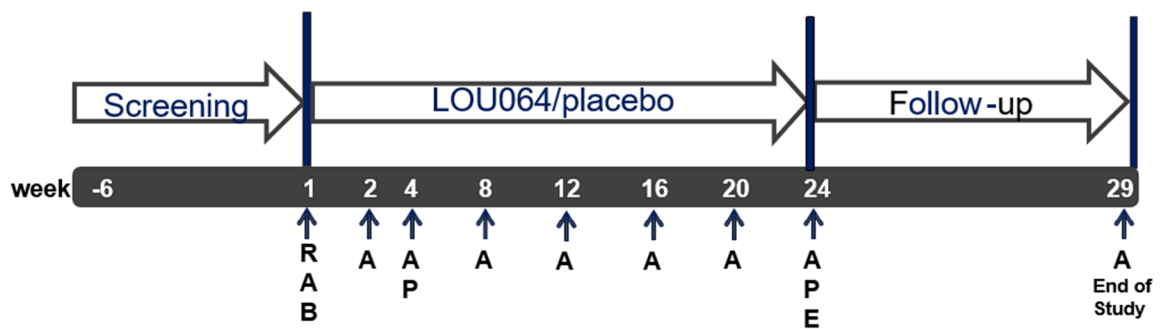 Screening
LOU064/placebo
Follow-up
week -6 1 2 4 8 12 16 20 24 29
R A A A A A A A A
A P P End of
B E Study